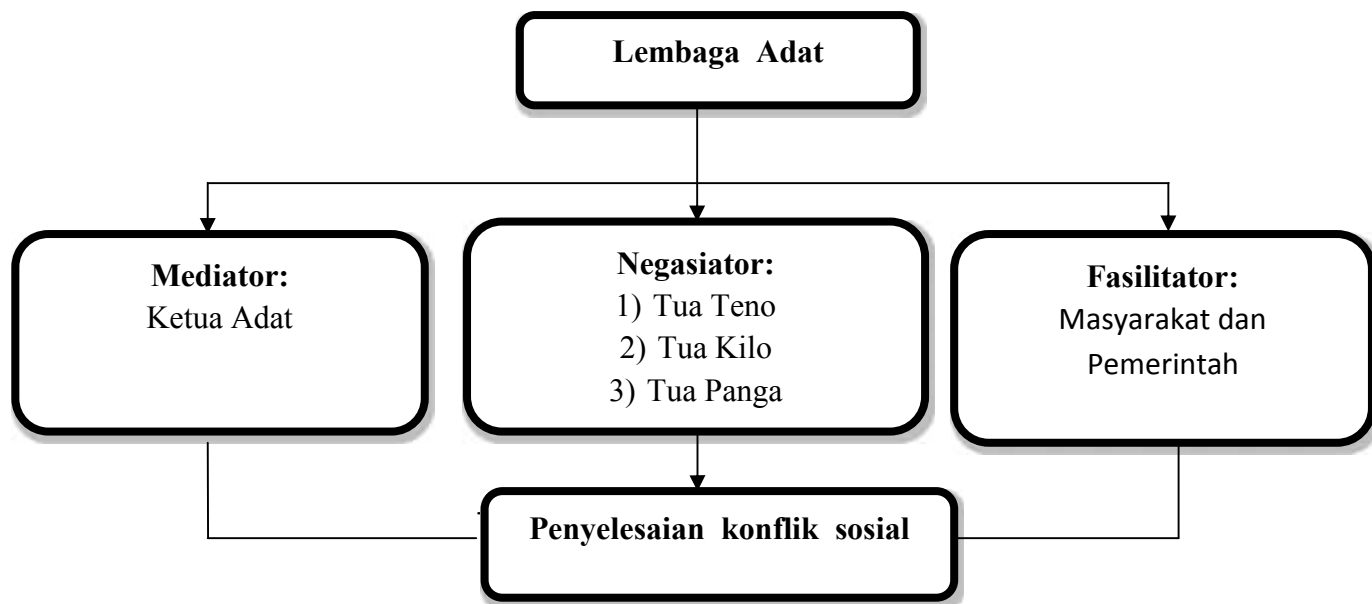 Lembaga Adat
Mediator:
Ketua Adat
Negasiator:
1) Tua Teno
2) Tua Kilo
3) Tua Panga
Fasilitator:
Masyarakat dan
Pemerintah
Penyelesaian konflik sosial